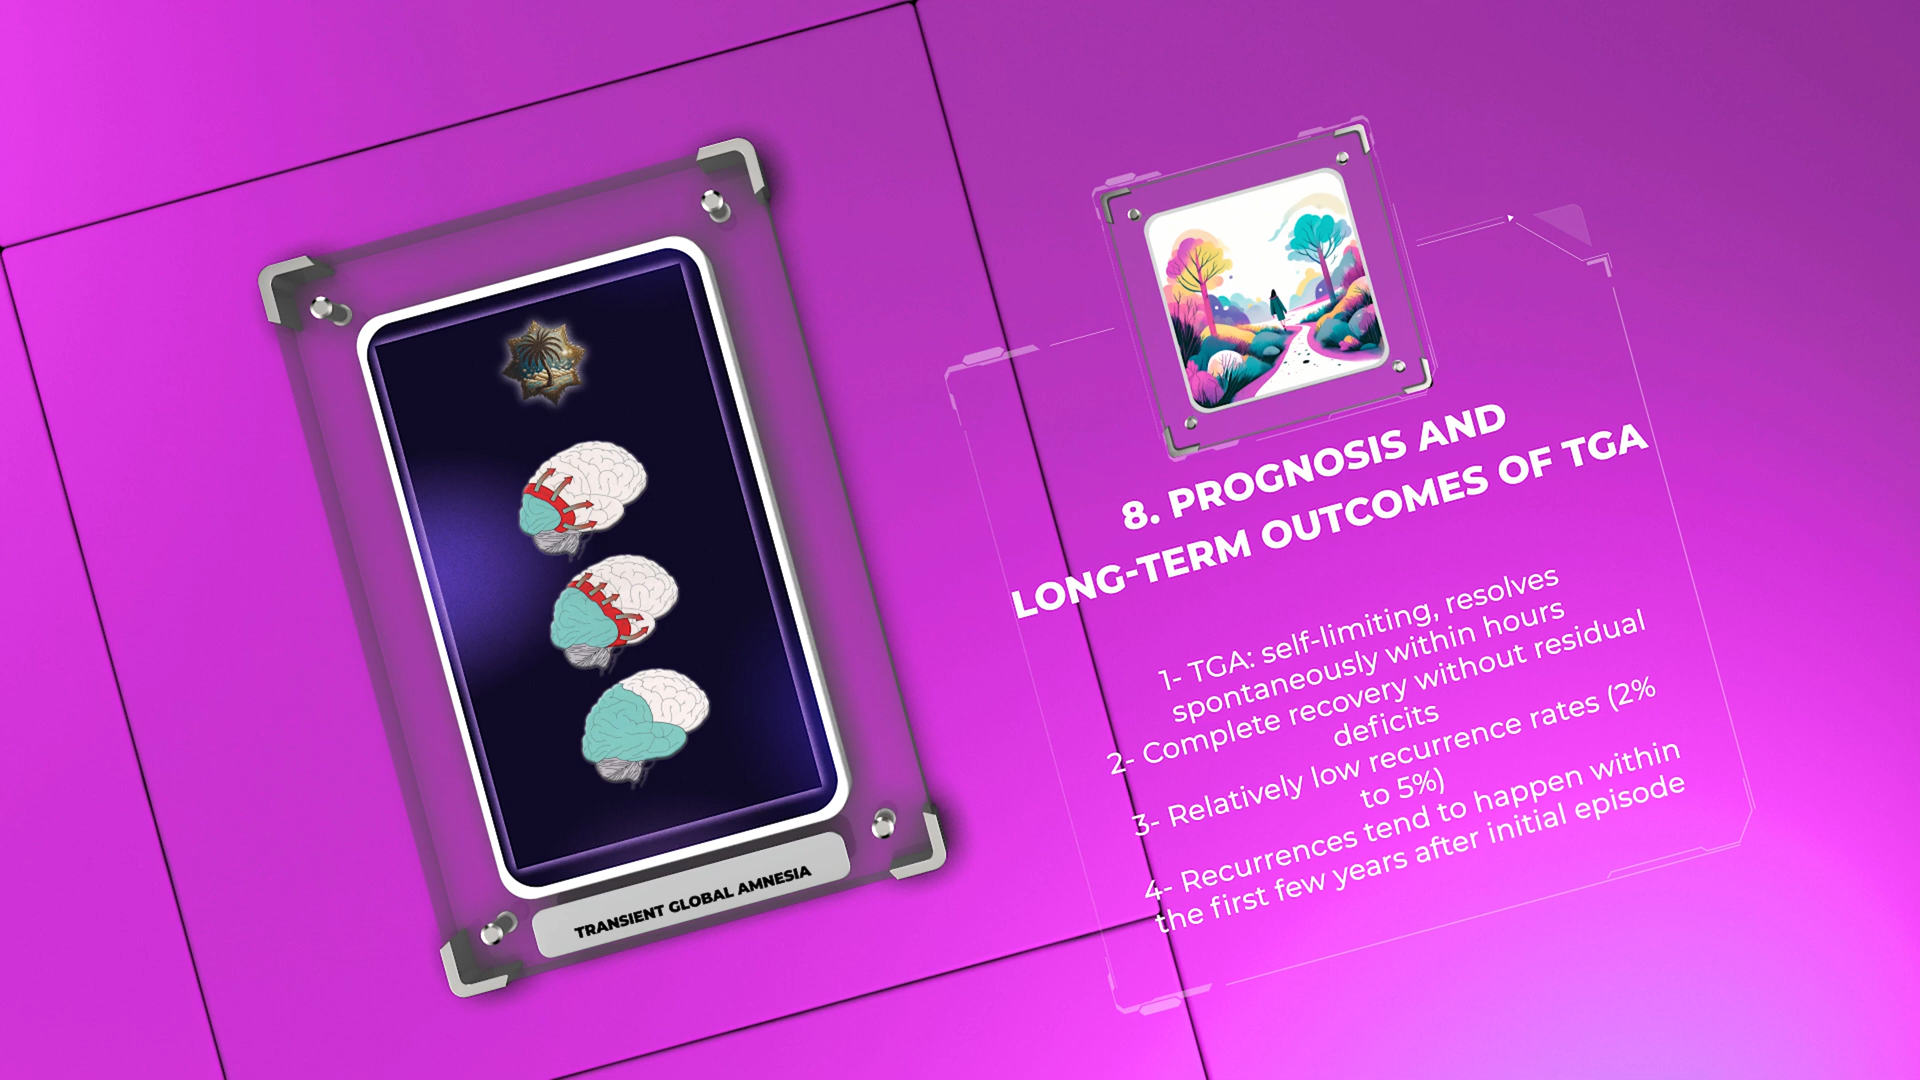 TRANSIENT GLOBAL AMNESIA
8. PROGNOSIS AND
LONG-TERM OUTCOMES OF TGA
1- TGA: self-limiting, resolves
spontaneously within hours
2- Complete recovery without residual
deficits
3- Relatively low recurrence rates (2%
to 5%)
4- Recurrences tend to happen within
the first few years after initial episode